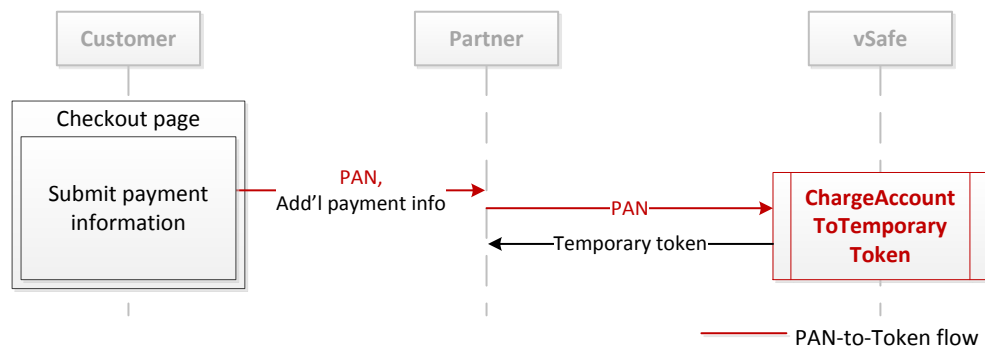 Customer
Partner
vSafe
Checkout page
Submit payment
information
PAN,
Add'l payment info
PAN
Temporary token
ChargeAccount
ToTemporary
Token
PAN-to-Token flow